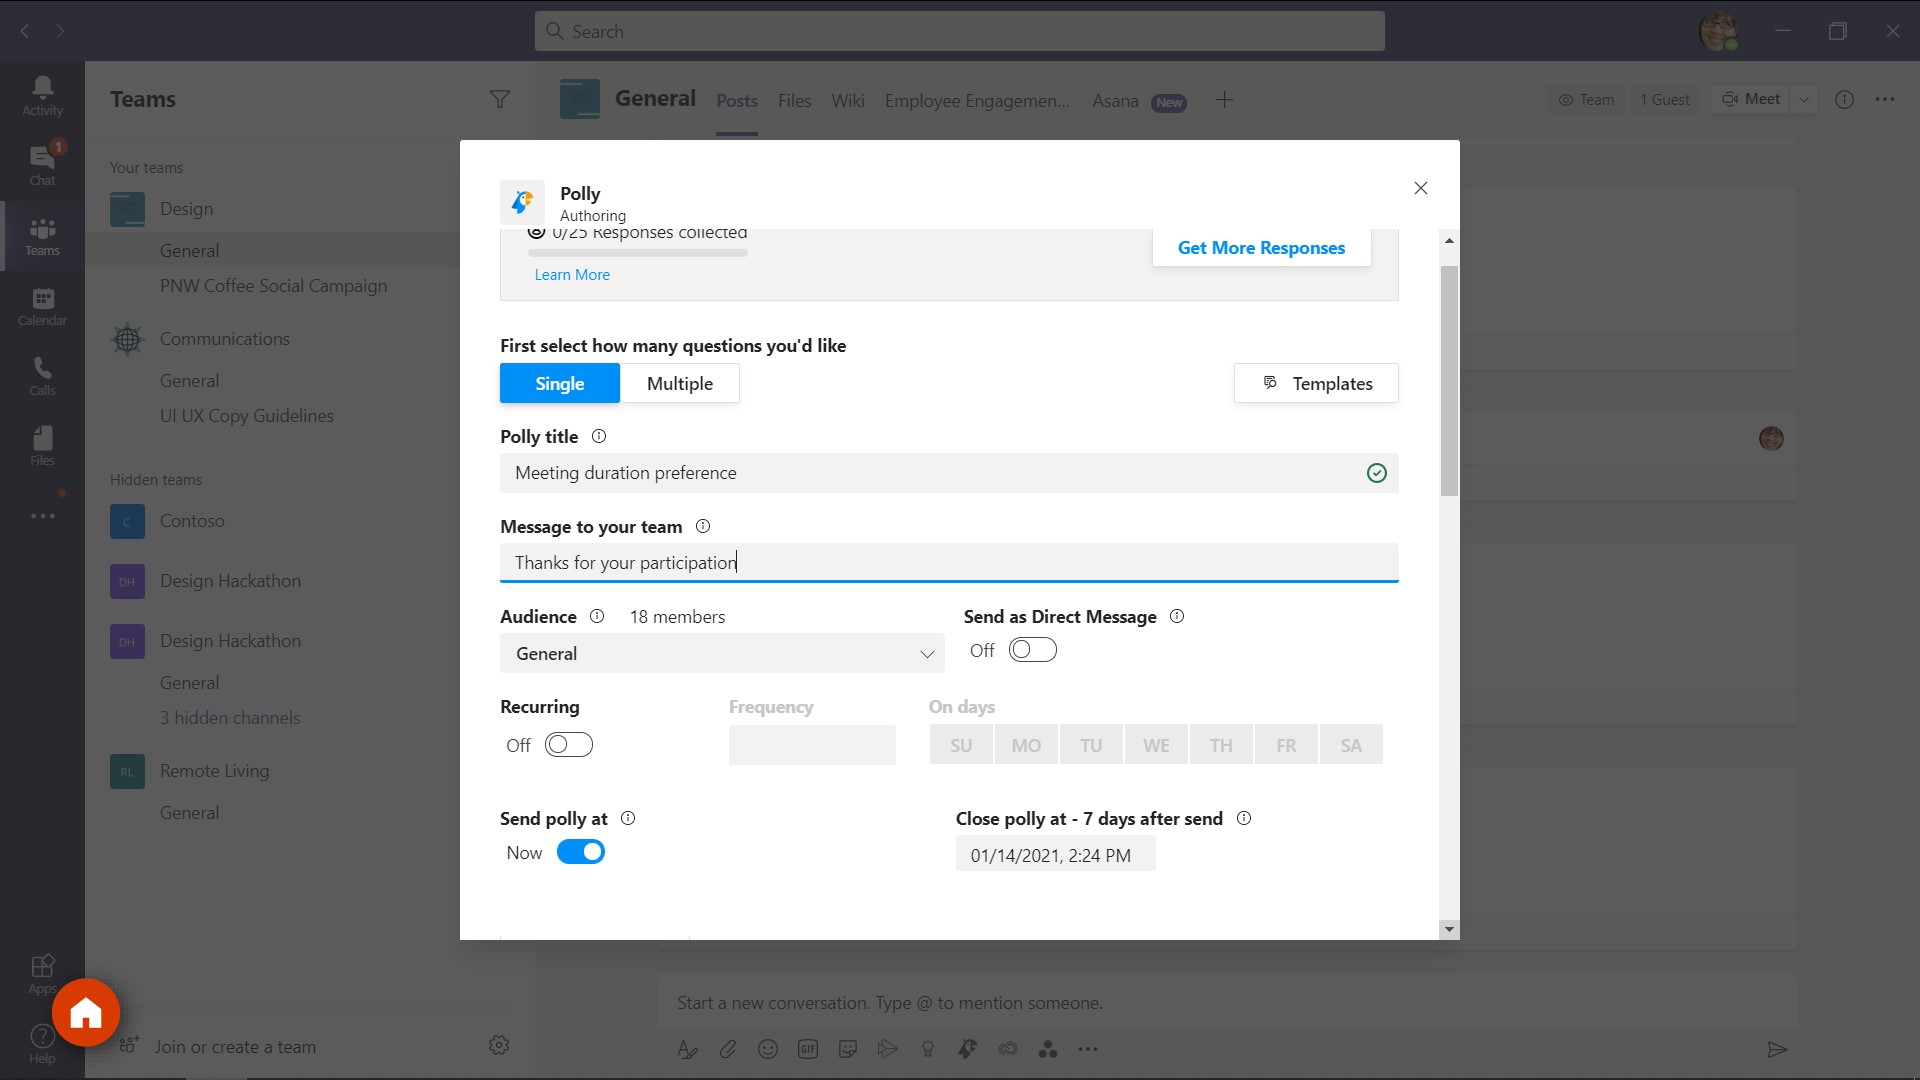 Search
Activity
Chat
1
Teams
Calendar
Calls
Files
Apps
Help
Teams
Your teams
Design
General
PNW Coffee Social Campaign
Communications
General
UI UX Copy Guidelines
Hidden teams
C
Contoso
DH
Design Hackathon
DH
Design Hackathon
General
3 hidden channels
RL
Remote Living
General
Join or create a team
General Posts Files Wiki Employee Engagemen... Asana New
Team 1 Guest Meet
Polly
Authoring
0/25 Responses collected
Learn More
Get More Responses
First select how many questions you'd like
Single Multiple Templates
Polly title
Meeting duration preference
Message to your team
Thanks for your participation
Audience 18 members Send as Direct Message
General Off
Recurring Frequency On days
Off SU MO TU WE TH FR SA
Send polly at Close polly at - 7 days after send
Now 01/14/2021, 2:24 PM
Start a new conversation. Type @ to mention someone.
GIF